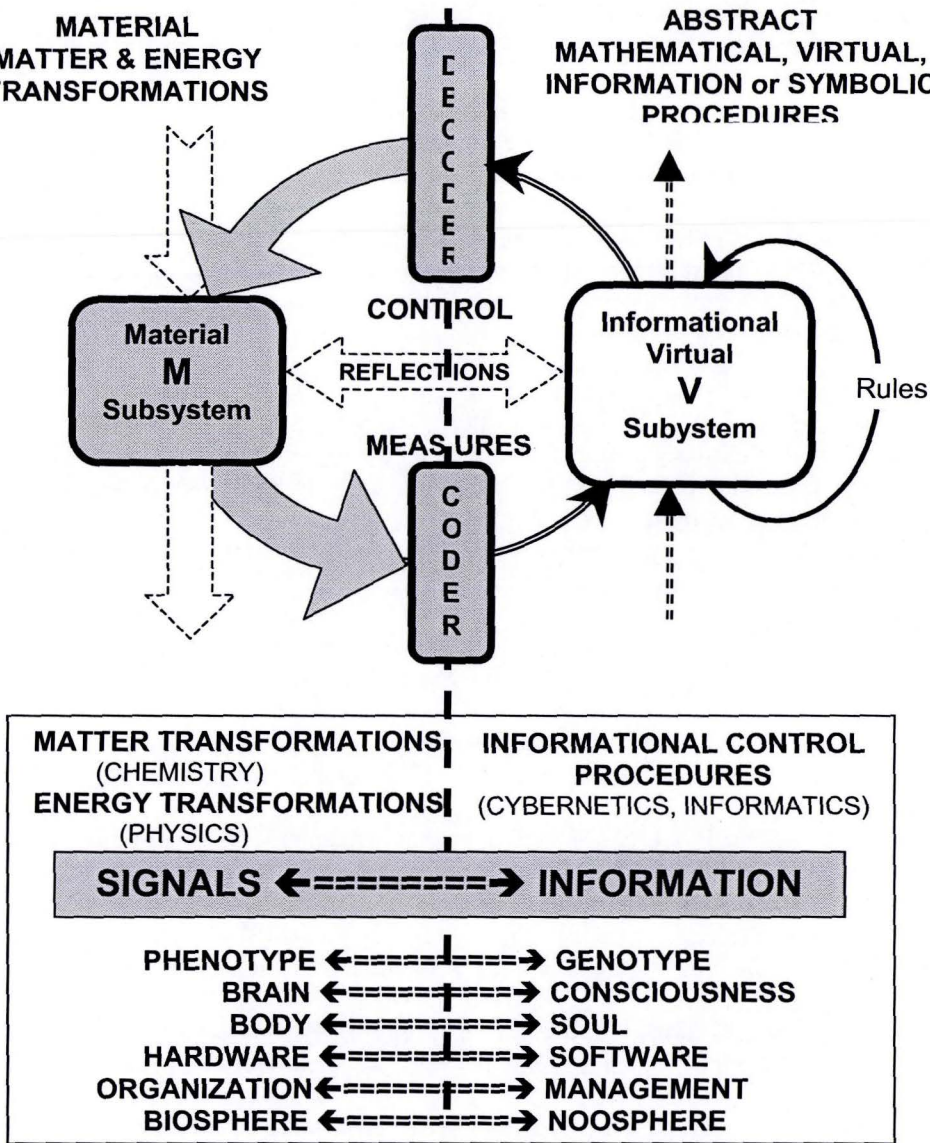 MATERIAL
MATTER & ENERGY
TRANSFORMATIONS
ABSTRACT
MATHEMATICAL, VIRTUAL,
INFORMATION or SYMBOLIC
PROCEDURES
DECODER
CONTROL
Material
M
Subsystem
REFLECTIONS
Informational
Virtual
V
Subystem
Rules
MEASURES
CODER
MATTER TRANSFORMATIONS
(CHEMISTRY)
ENERGY TRANSFORMATIONS
(PHYSICS)
INFORMATIONAL CONTROL
PROCEDURES
(CYBERNETICS, INFORMATICS)
SIGNALS INFORMATION
PHENOTYPE GENOTYPE
BRAIN CONSCIOUSNESS
BODY SOUL
HARDWARE SOFTWARE
ORGANIZATION MANAGEMENT
BIOSPHERE NOOSPHERE